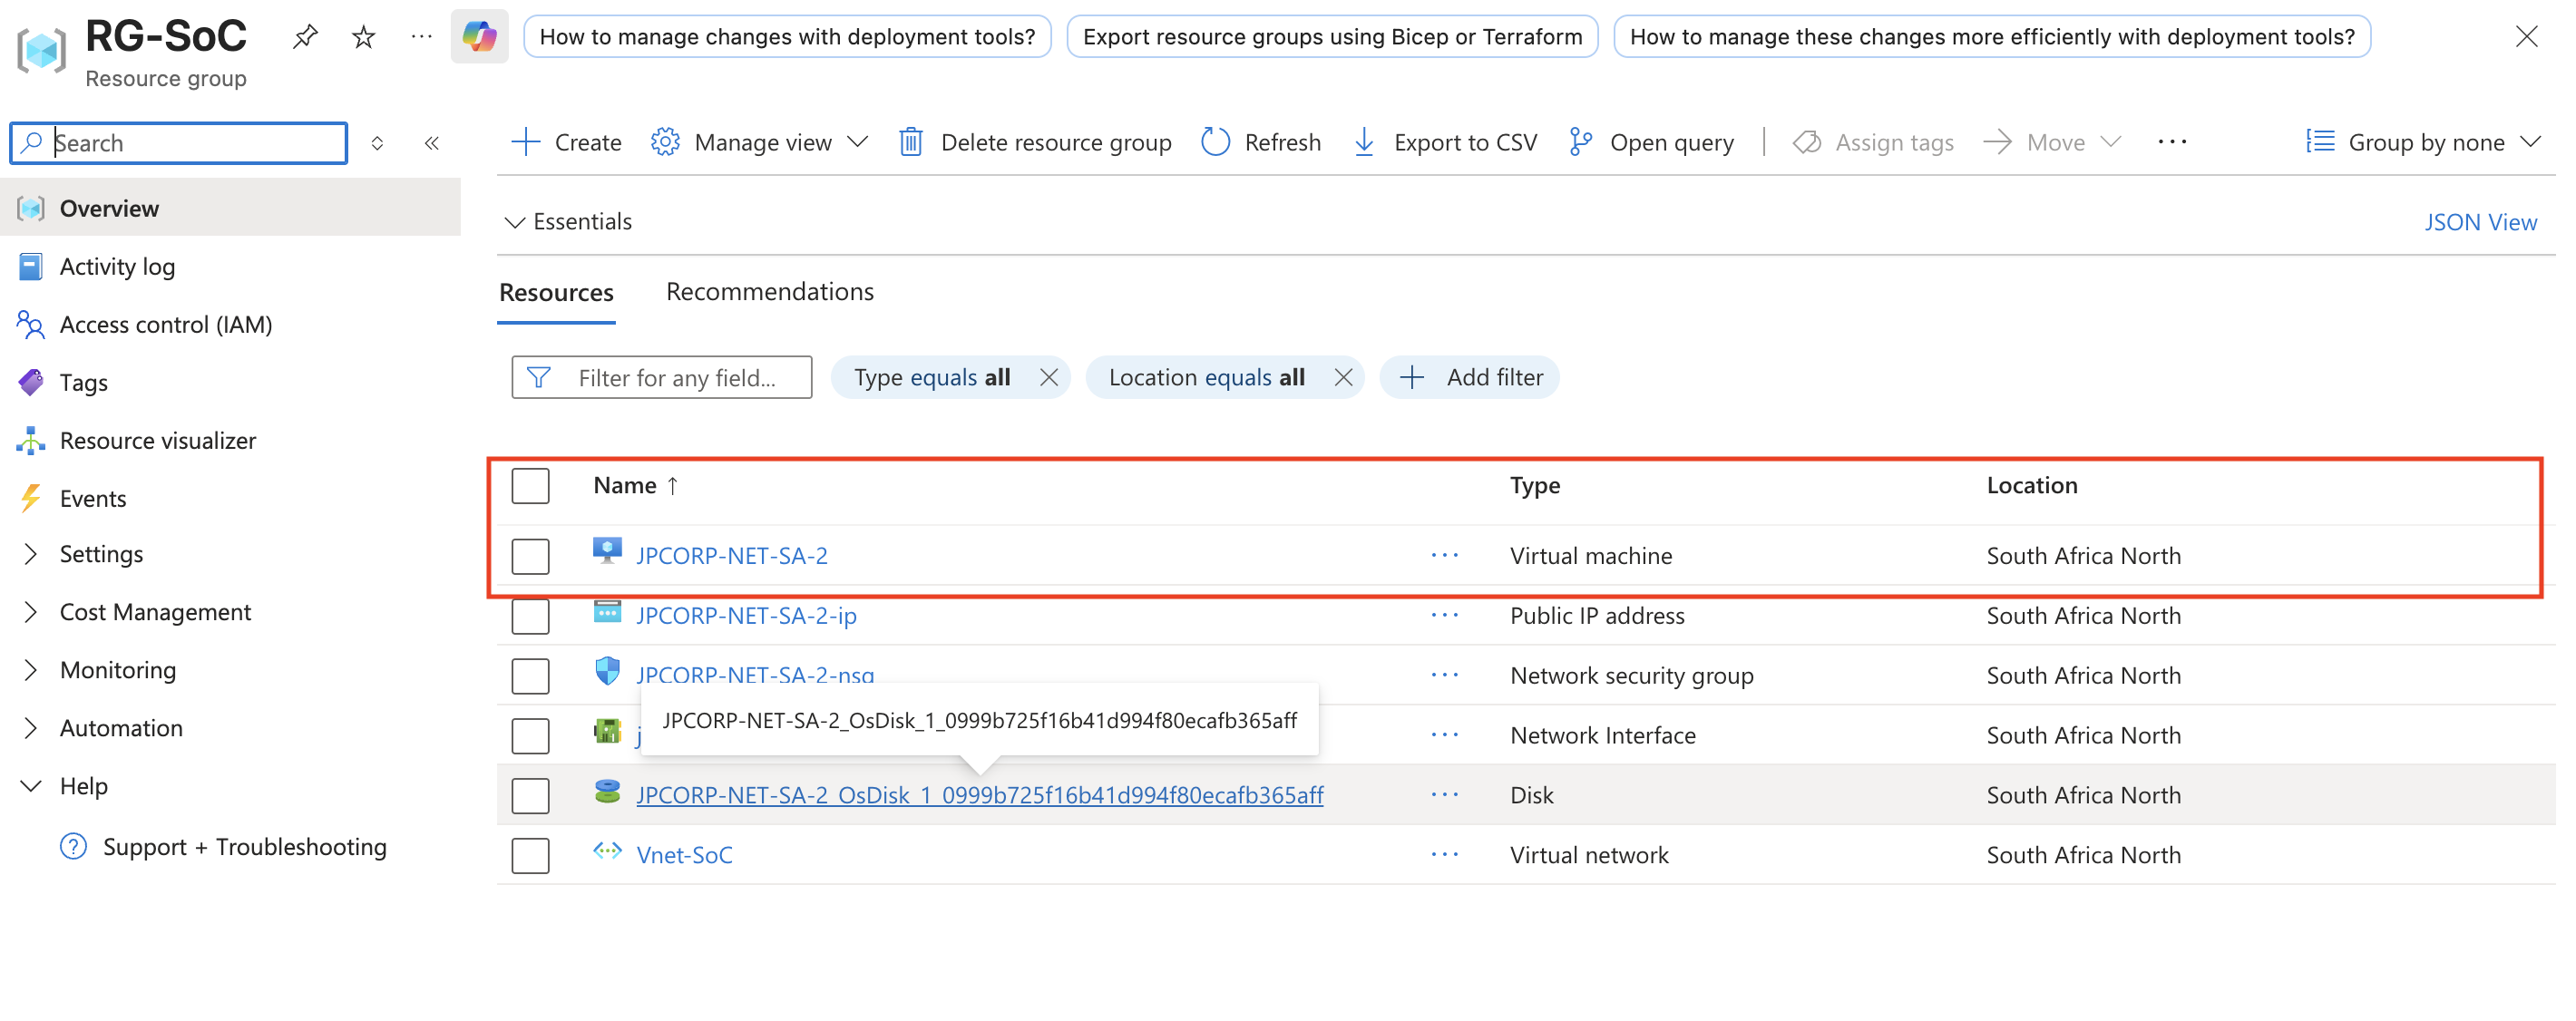 RG-SoC
Resource group
How to manage changes with deployment tools?
Export resource groups using Bicep or Terraform
How to manage these changes more efficiently with deployment tools?
Search
Create
Manage view
Delete resource group
Refresh
Export to CSV
Open query
Assign tags
Move
Group by none
Overview
Activity log
Access control (IAM)
Tags
Resource visualizer
Events
Settings
Cost Management
Monitoring
Automation
Help
Support + Troubleshooting
Essentials
JSON View
Resources Recommendations
Filter for any field...
Type equals all
Location equals all
Add filter
Name ↑ Type Location
JPCORP-NET-SA-2 ... Virtual machine South Africa North
JPCORP-NET-SA-2-ip ... Public IP address South Africa North
JPCORP-NET-SA-2-nsg ... Network security group South Africa North
JPCORP-NET-SA-2_OsDisk_1_0999b725f16b41d994f80ecafb365aff
... Network Interface South Africa North
JPCORP-NET-SA-2_OsDisk_1_0999b725f16b41d994f80ecafb365aff ... Disk South Africa North
Vnet-SoC ... Virtual network South Africa North